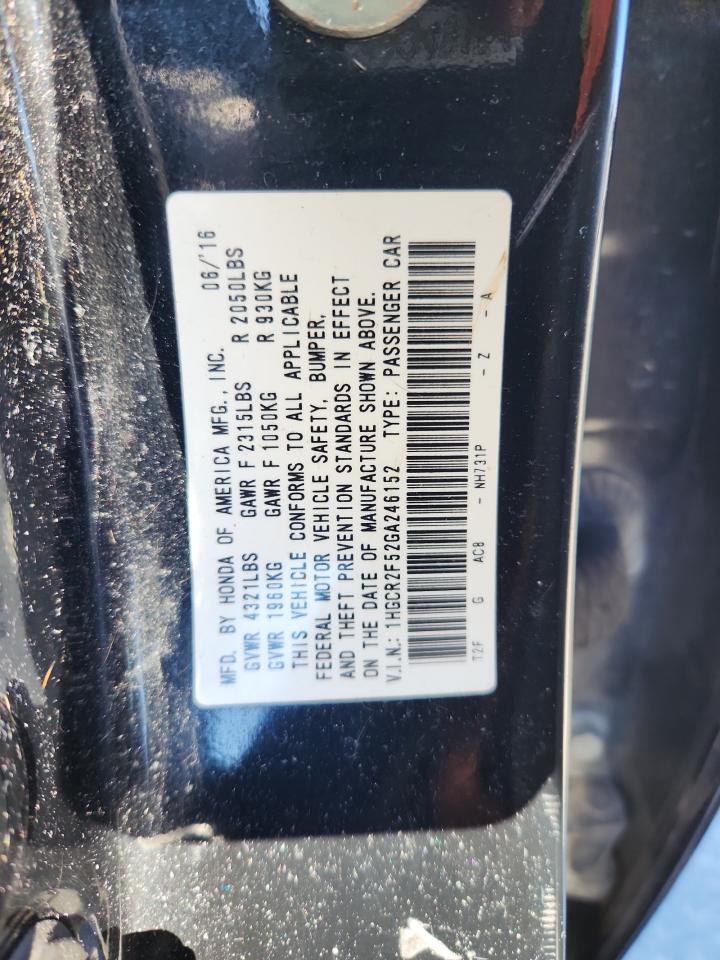 MFD. BY HONDA OF AMERICA MFG., INC. 06/'16
GVWR 4321LBS GAWR F 2315LBS R 2050LBS
GVWR 1960KG GAWR F 1050KG R 930KG
THIS VEHICLE CONFORMS TO ALL APPLICABLE
FEDERAL MOTOR VEHICLE SAFETY, BUMPER,
AND THEFT PREVENTION STANDARDS IN EFFECT
ON THE DATE OF MANUFACTURE SHOWN ABOVE.
V.I.N.: 1HGCR2F52GA246152 TYPE: PASSENGER CAR
T2F G AC8 - NH731P - Z - A